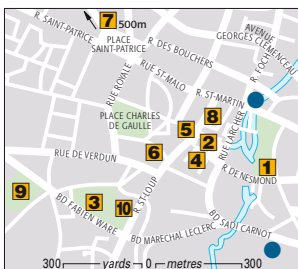 7 500m
R. SAINT-PATRICE
PLACE
SAINT-PATRICE
AVENUE
GEORGES CLEMENCEAU
R. DES BOUCHERS
RUE ROYALE
RUE ST-MALO
R. FOCH
R. ST-MARTIN
PLACE CHARLES
DE GAULLE
8
5
2
RUE LARCHER
6
4
1
RUE DE VERDUN
R DE NESMOND
9
3
10
R. ST-LOUP
BD FABIEN WARE
BD SADI CARNOT
BD MARECHAL LECLERC
300 yards 0 metres 300